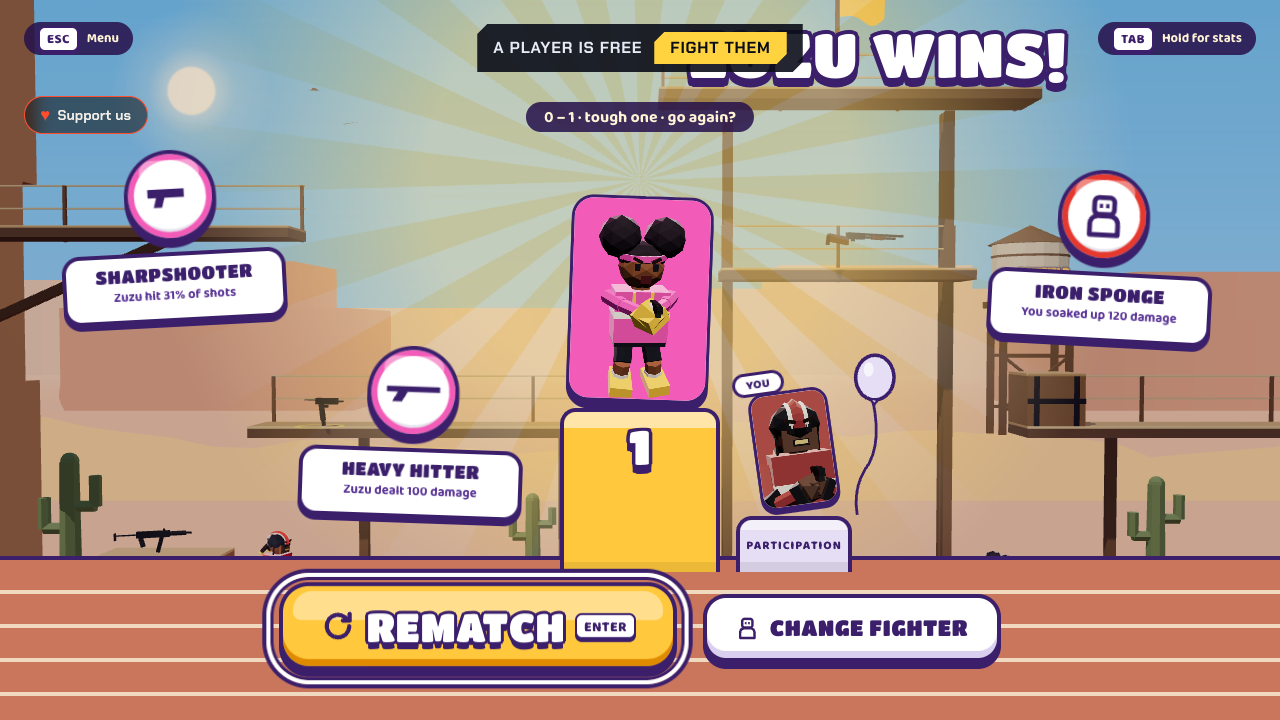 ESC Menu
A PLAYER IS FREE FIGHT THEM
ZUZU WINS!
TAB Hold for stats
Support us
0 – 1 · tough one · go again?
SHARPSHOOTER
Zuzu hit 31% of shots
IRON SPONGE
You soaked up 120 damage
YOU
HEAVY HITTER
Zuzu dealt 100 damage
1
PARTICIPATION
REMATCH ENTER
CHANGE FIGHTER